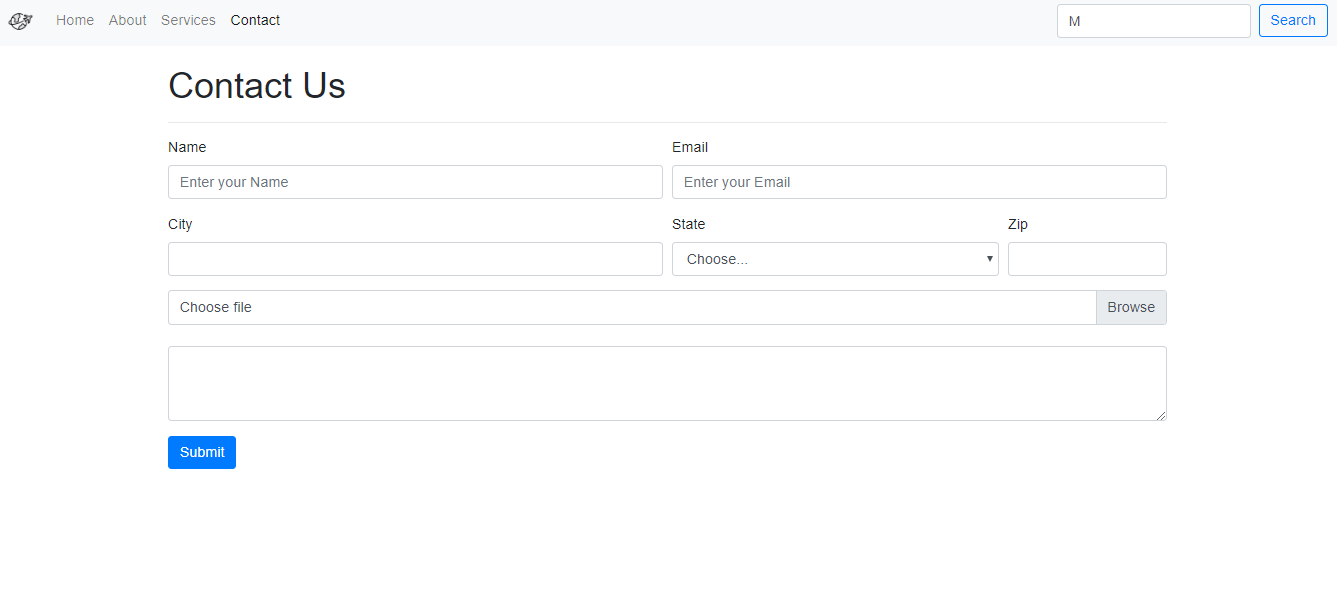 Home About Services Contact M Search
Contact Us
Name Email
Enter your Name Enter your Email
City State Zip
Choose...
Choose file Browse
Submit